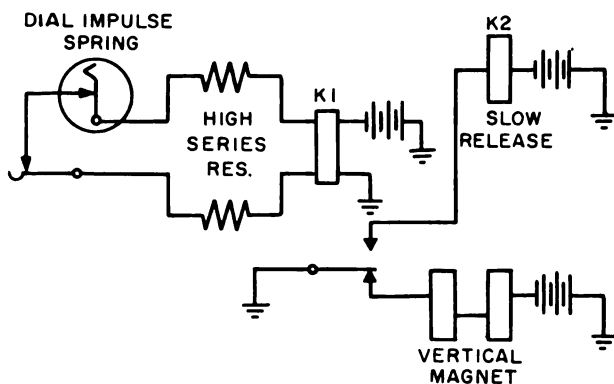 DIAL IMPULSE
SPRING
HIGH
SERIES
RES.
K1
K2
SLOW
RELEASE
VERTICAL
MAGNET